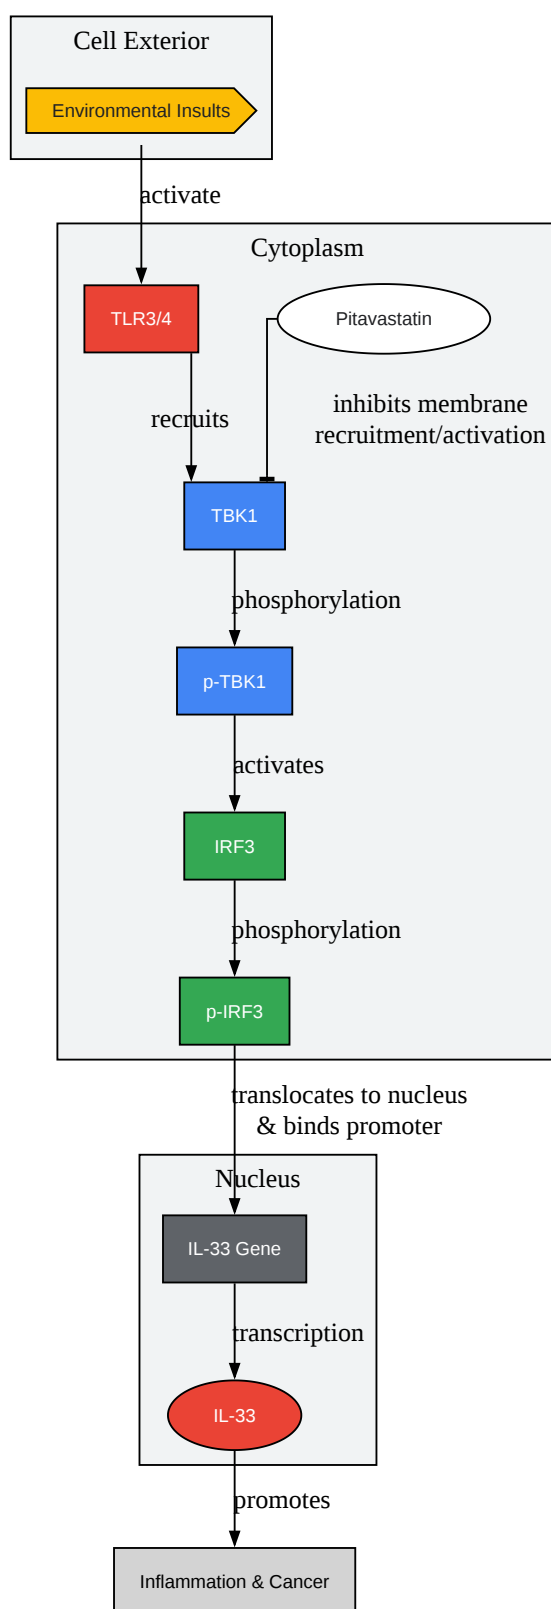 Cell Exterior
Environmental Insults
activate
Cytoplasm
TLR3/4
Pitavastatin
recruits
inhibits membrane
recruitment/activation
TBK1
phosphorylation
p-TBK1
activates
IRF3
phosphorylation
p-IRF3
translocates to nucleus
& binds promoter
Nucleus
IL-33 Gene
transcription
IL-33
promotes
Inflammation & Cancer